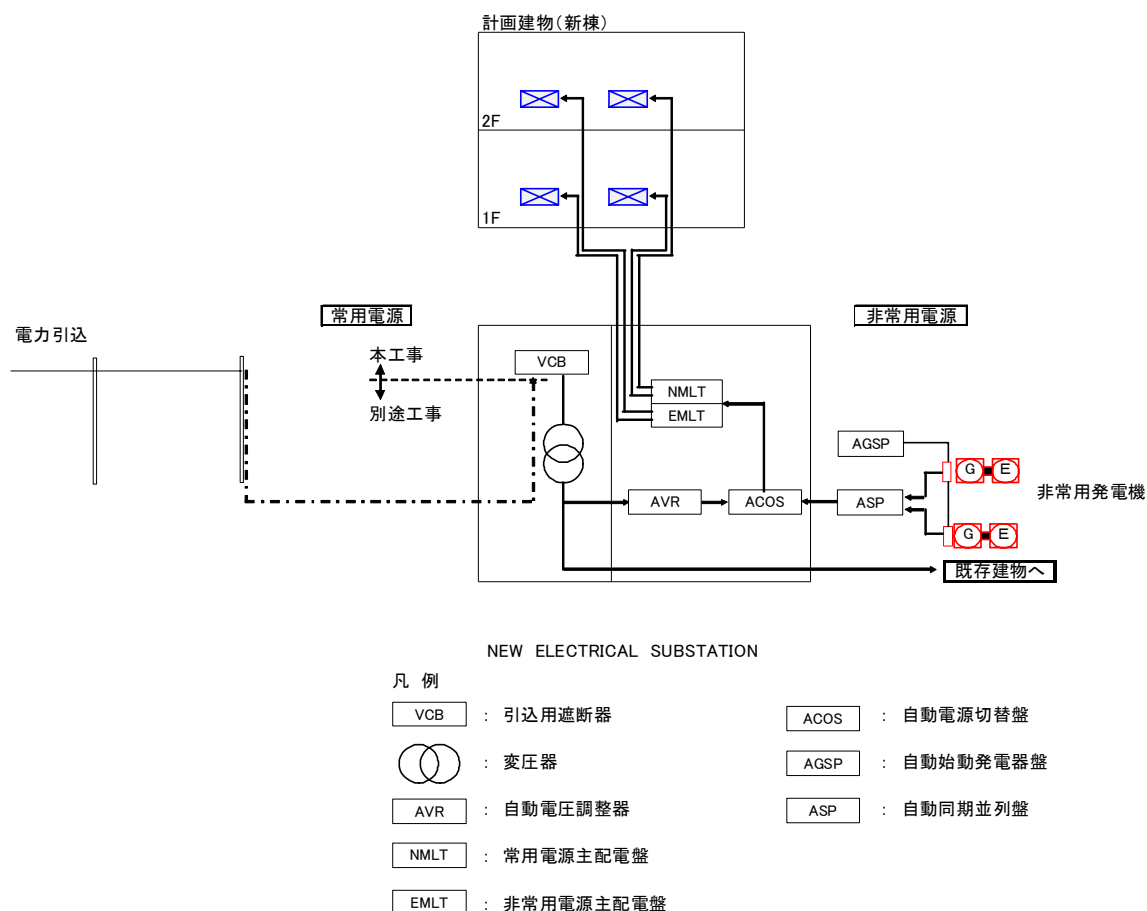 計画建物(新棟)
2F
1F
常用電源
非常用電源
電力引込
本工事
別途工事
VCB
NMLT
EMLT
AGSP
G E
非常用発電機
AVR
ACOS
ASP
G E
既存建物へ
NEW ELECTRICAL SUBSTATION
凡 例
VCB : 引込用遮断器
: 変圧器
AVR : 自動電圧調整器
NMLT : 常用電源主配電盤
EMLT : 非常用電源主配電盤
ACOS : 自動電源切替盤
AGSP : 自動始動発電器盤
ASP : 自動同期並列盤